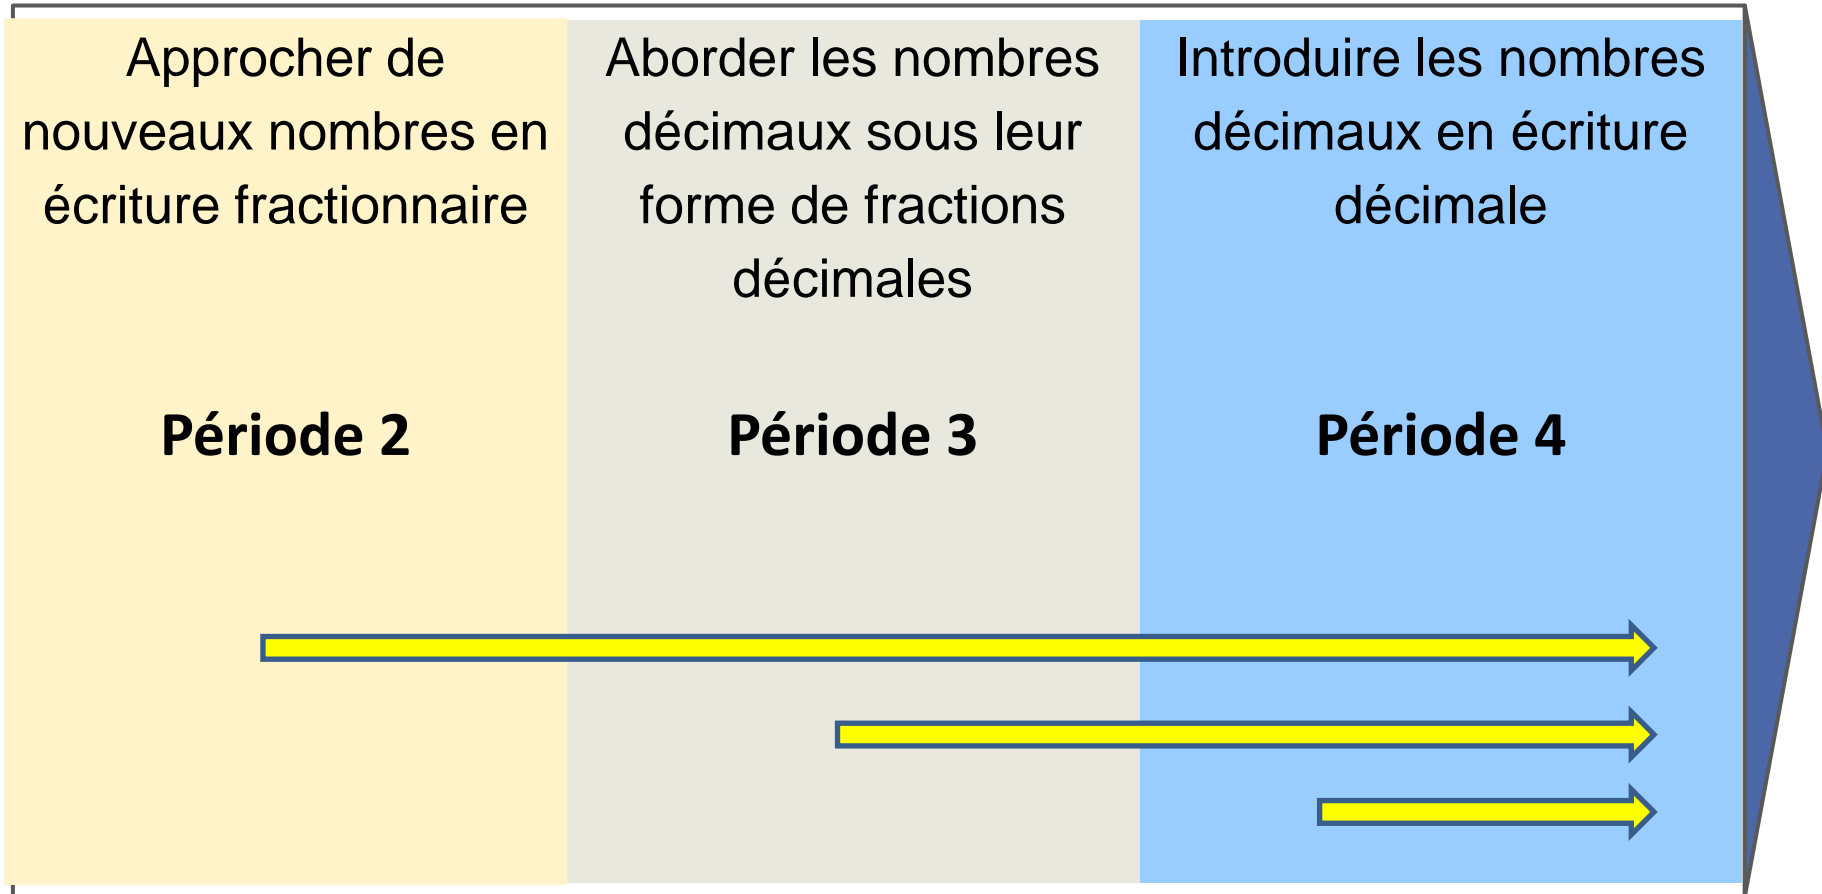 Approcher de
nouveaux nombres en
écriture fractionnaire
Période 2
Aborder les nombres
décimaux sous leur
forme de fractions
décimales
Période 3
Introduire les nombres
décimaux en écriture
décimale
Période 4